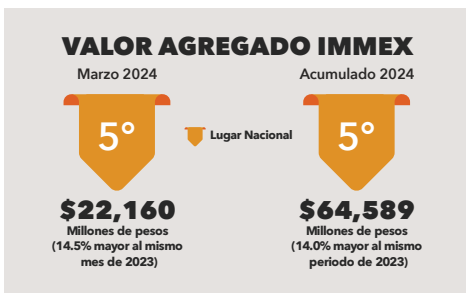 VALOR AGREGADO IMMEX
Marzo 2024
5°
$22,160
Millones de pesos
(14.5% mayor al mismo
mes de 2023)
Lugar Nacional
Acumulado 2024
5°
$64,589
Millones de pesos
(14.0% mayor al mismo
periodo de 2023)